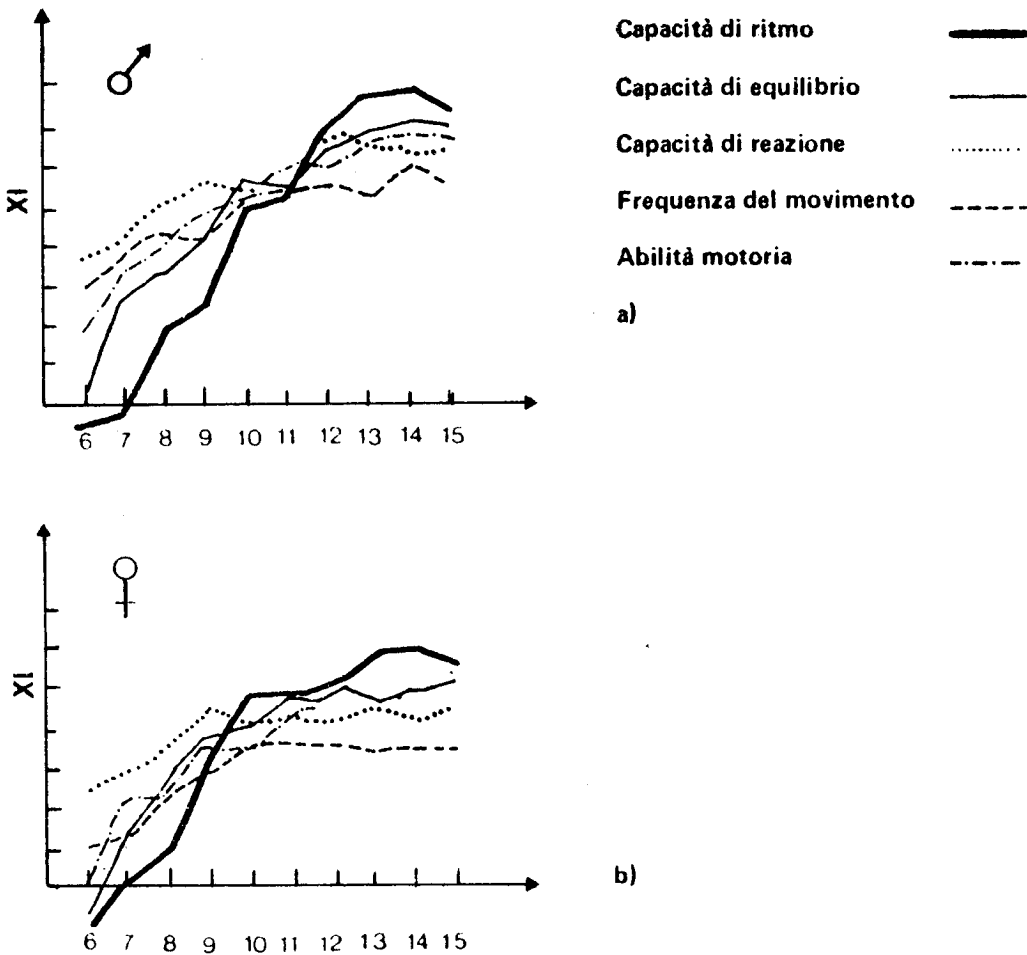 Capacità di ritmo
Capacità di equilibrio
Capacità di reazione
Frequenza del movimento
Abilità motoria
a)
XI
6 7 8 9 10 11 12 13 14 15
XI
b)
6 7 8 9 10 11 12 13 14 15